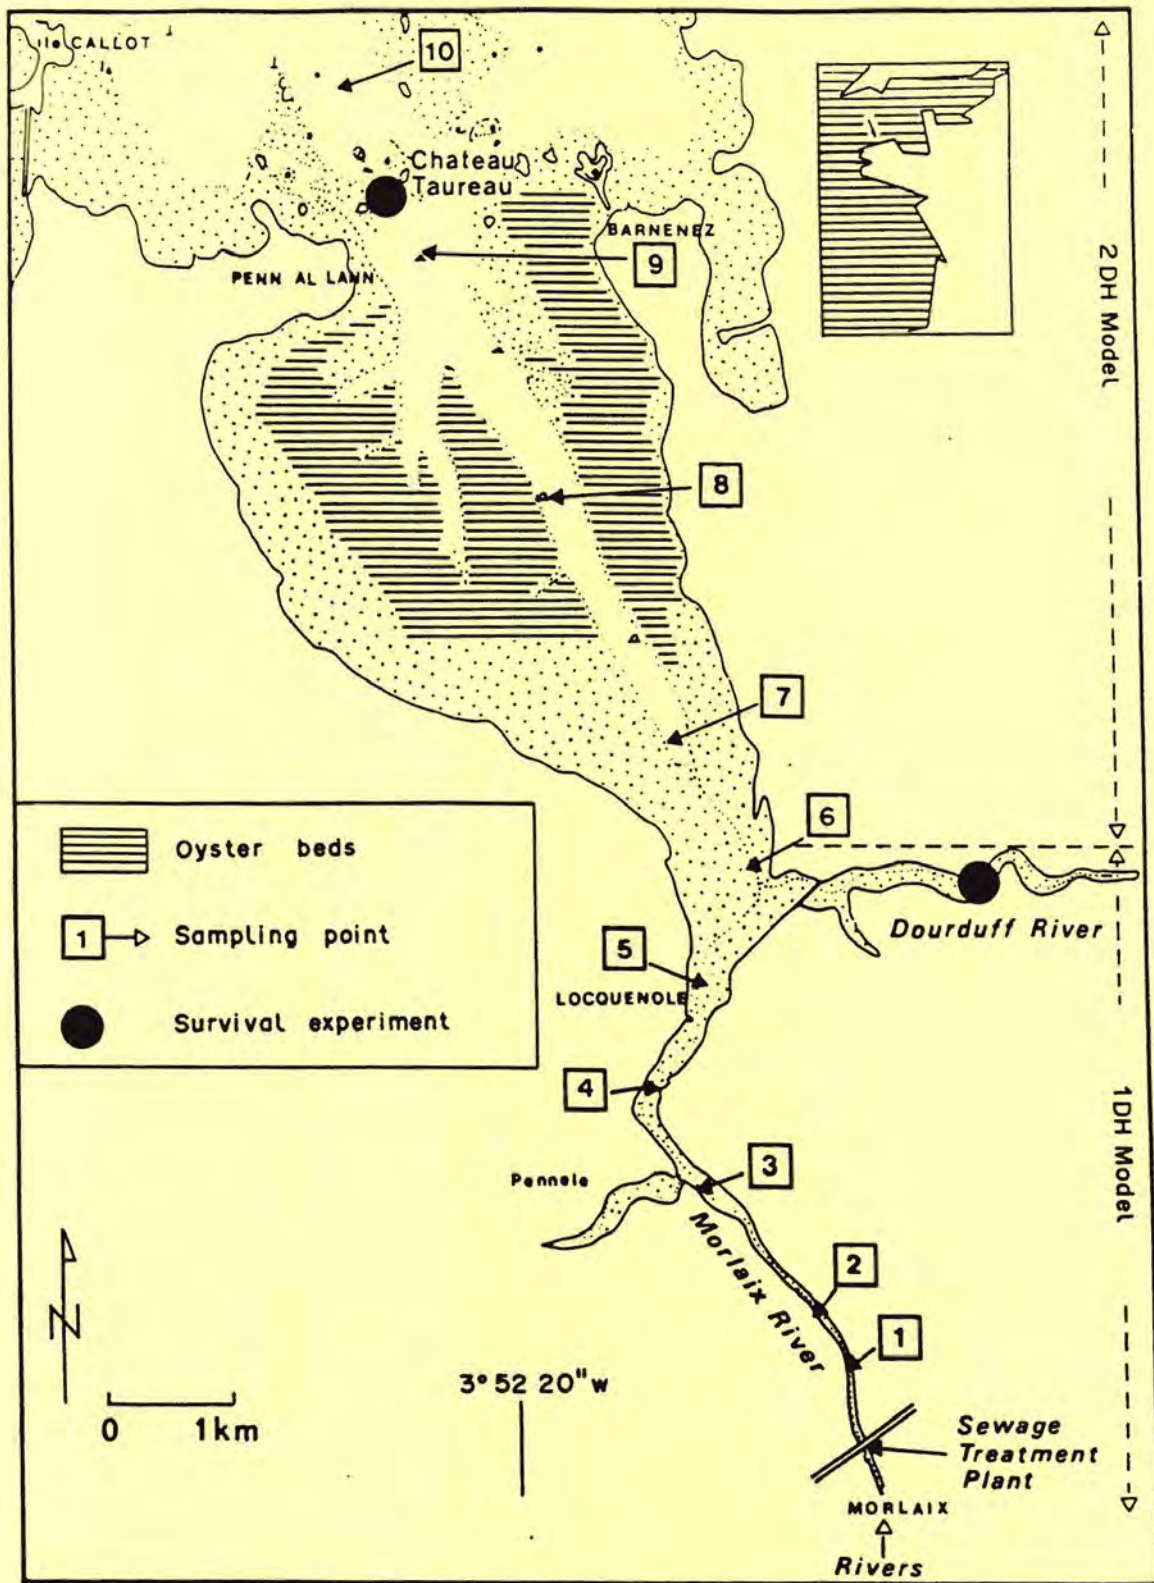 Ile CALLOT
10
Chateau
Taureau
BARNENEZ
9
PENN AL LANN
2DH Model
8
7
6
Oyster beds
1 Sampling point
Survival experiment
Dourduff River
5
LOCQUENOLE
4
1DH Model
3
Pennele
Morlaix River
2
1
N
3° 52 20" W
0 1km
Sewage
Treatment
Plant
MORLAIX
Rivers